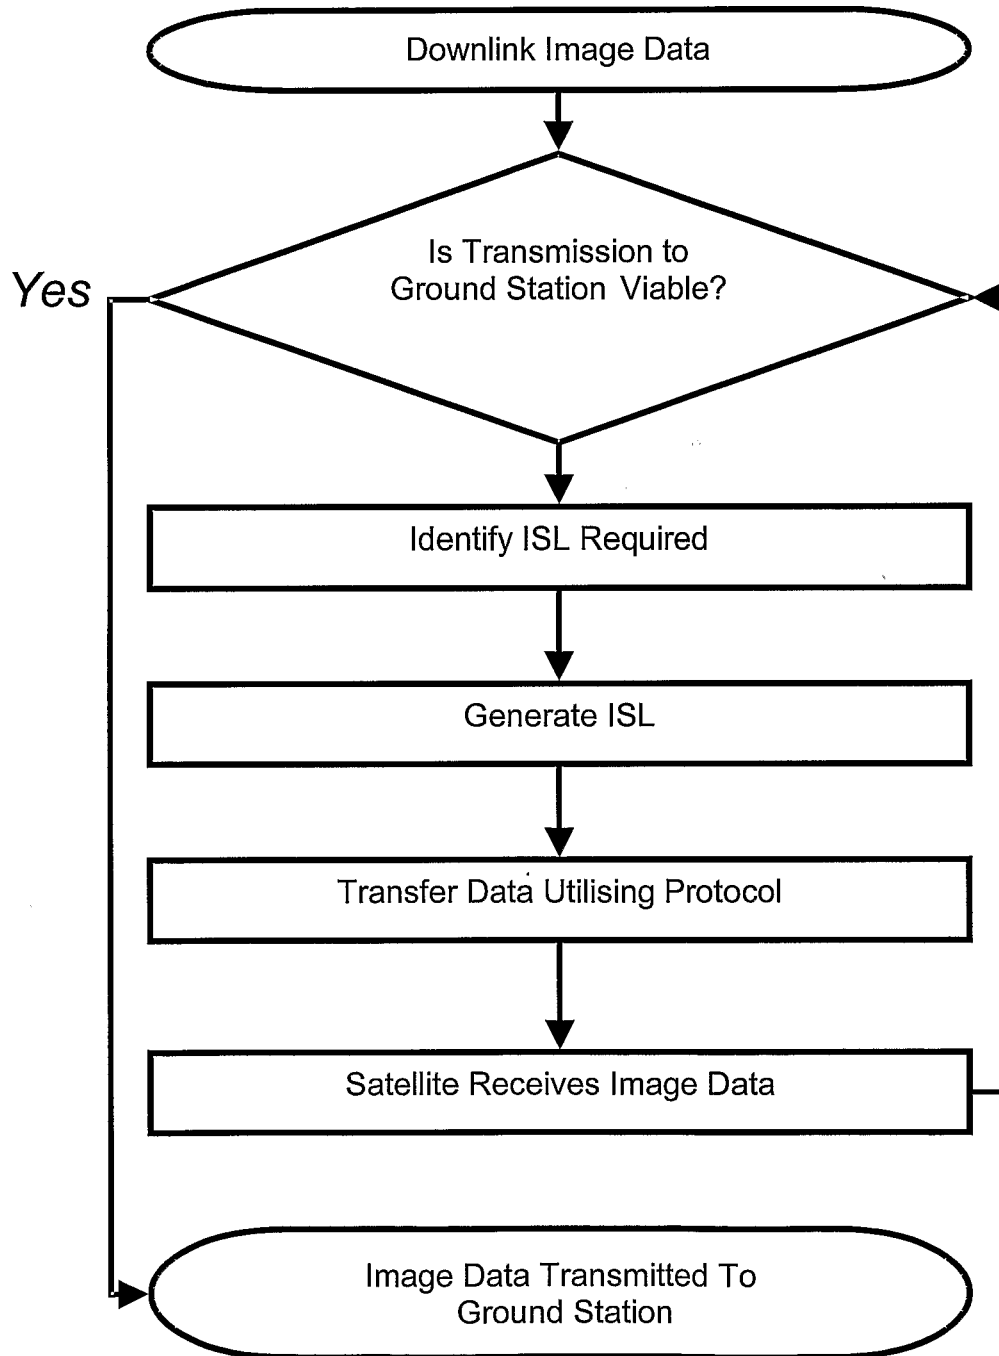 Downlink Image Data
Is Transmission to
Ground Station Viable?
Yes
Identify ISL Required
Generate ISL
Transfer Data Utilising Protocol
Satellite Receives Image Data
Image Data Transmitted To
Ground Station